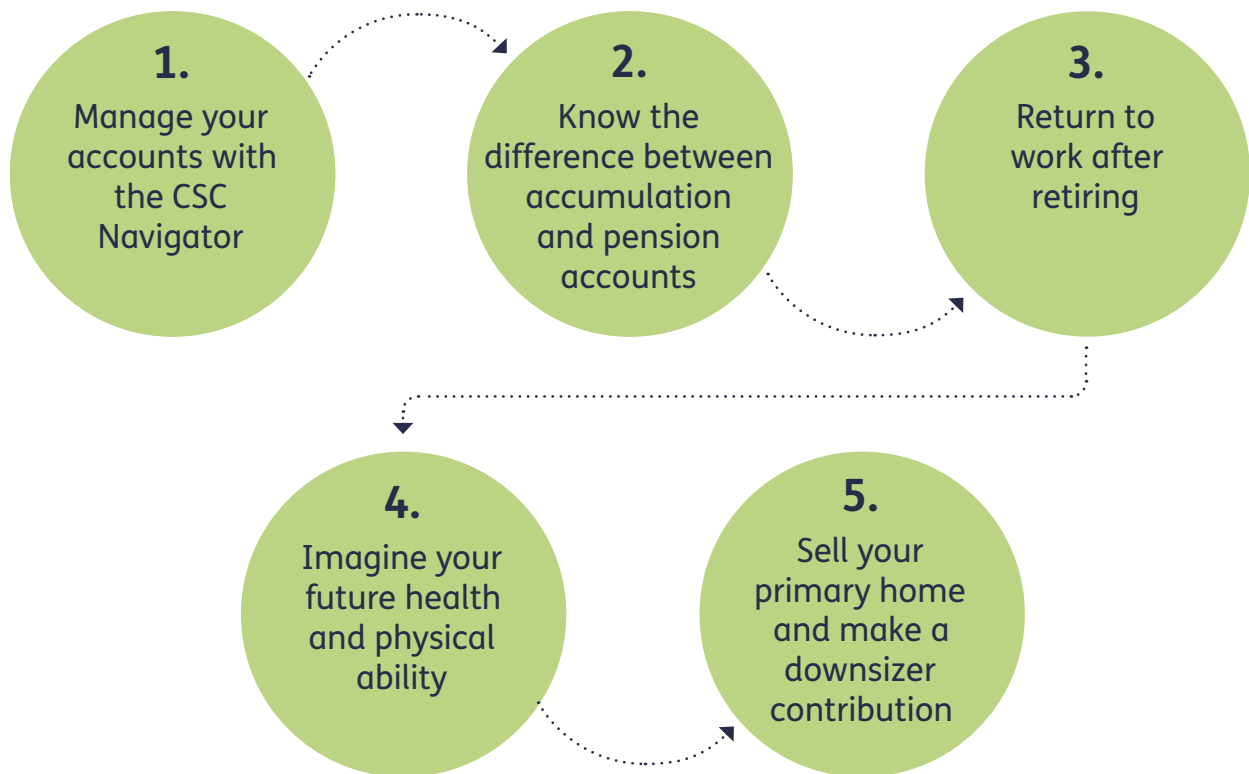 1.
Manage your
accounts with
the CSC
Navigator
2.
Know the
difference between
accumulation
and pension
accounts
3.
Return to
work after
retiring
4.
Imagine your
future health
and physical
ability
5.
Sell your
primary home
and make a
downsizer
contribution